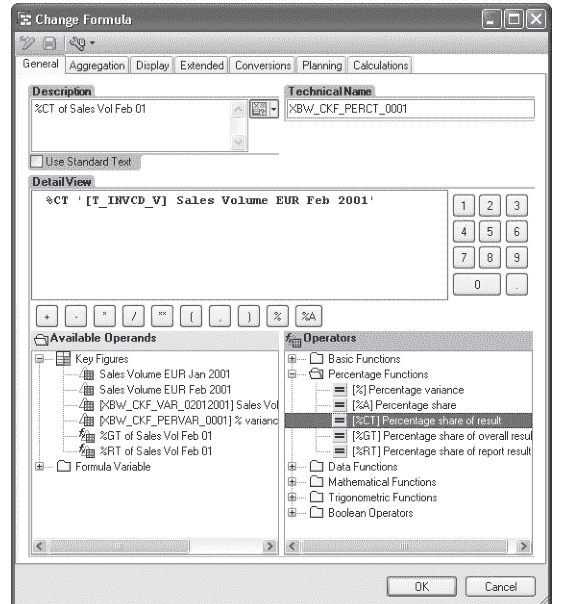 Change Formula
General Aggregation Display Extended Conversions Planning Calculations
Description
Technical Name
%CT of Sales Vol Feb 01
XBW_CKF_PERCT_0001
Use Standard Text
Detail View
%CT '[T_INVCD_V] Sales Volume EUR Feb 2001'
1 2 3
4 5 6
7 8 9
0 .
+ - * / ** ( , ) % %A
Available Operands
Operators
Key Figures
Sales Volume EUR Jan 2001
Sales Volume EUR Feb 2001
[XBW_CKF_VAR_02012001] Sales Vol
[XBW_CKF_PERVAR_0001] % varianc
%GT of Sales Vol Feb 01
%RT of Sales Vol Feb 01
Formula Variable
Basic Functions
Percentage Functions
[%] Percentage variance
[%A] Percentage share
[%CT] Percentage share of result
[%GT] Percentage share of overall resul
[%RT] Percentage share of report result
Data Functions
Mathematical Functions
Trigonometric Functions
Boolean Operators
OK Cancel